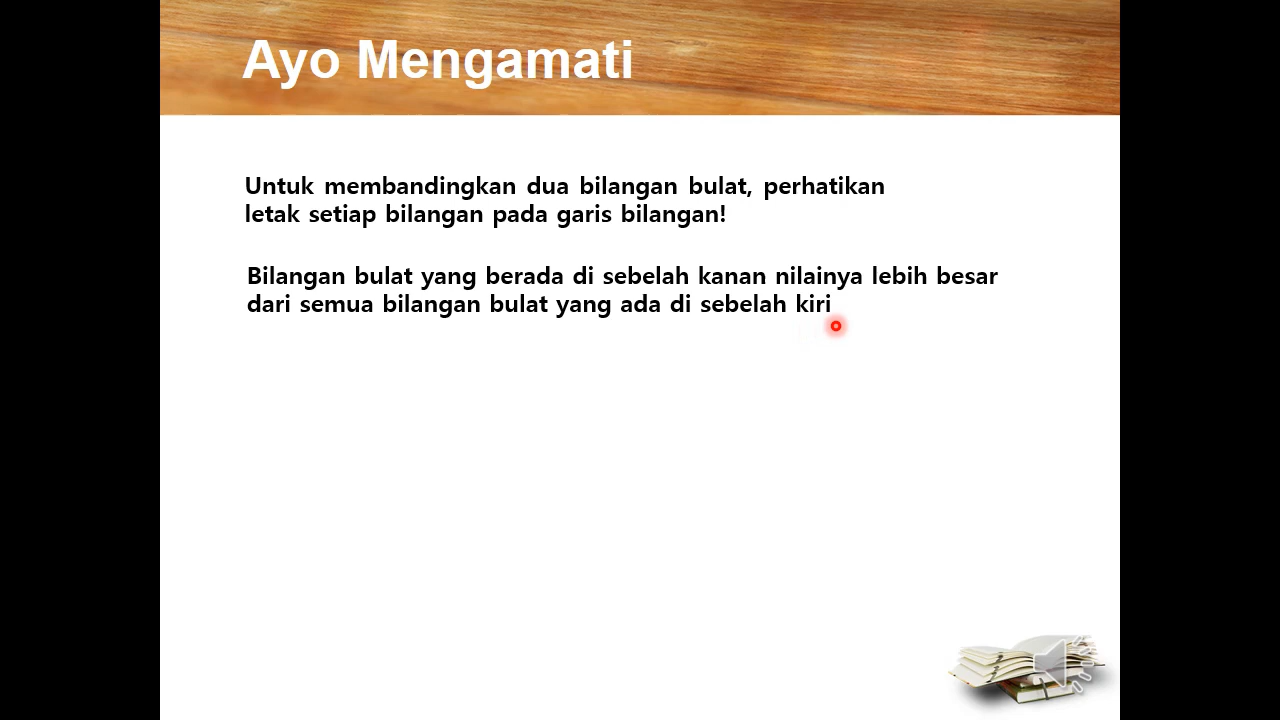 Ayo Mengamati
Untuk membandingkan dua bilangan bulat, perhatikan
letak setiap bilangan pada garis bilangan!
Bilangan bulat yang berada di sebelah kanan nilainya lebih besar
dari semua bilangan bulat yang ada di sebelah kiri